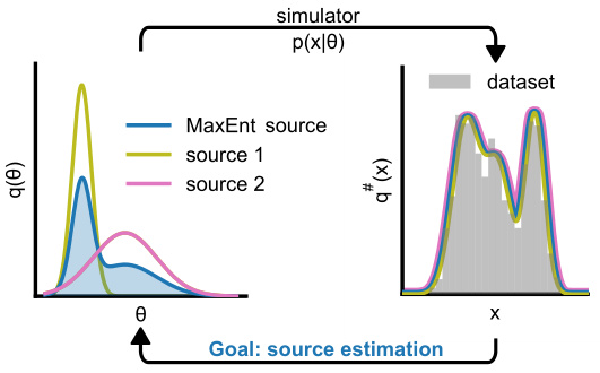 simulator
p(x|θ)
MaxEnt source
source 1
source 2
q(θ)
θ
dataset
q#(x)
x
Goal: source estimation